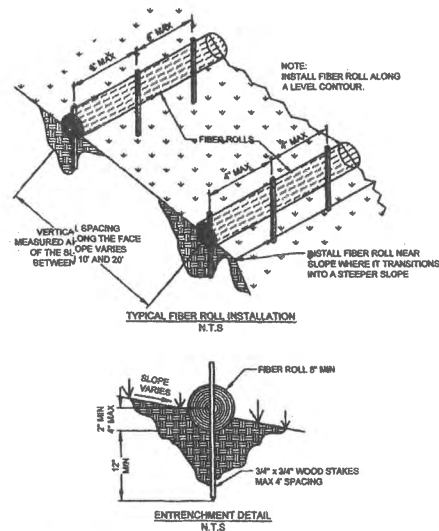 6' MAX
6' MAX
NOTE:
INSTALL FIBER ROLL ALONG
A LEVEL CONTOUR.
FIBER ROLLS
4' MAX
4' MAX
VERTICAL SPACING
MEASURED ALONG THE FACE
OF THE SLOPE VARIES
BETWEEN 10' AND 20'
INSTALL FIBER ROLL NEAR
SLOPE WHERE IT TRANSITIONS
INTO A STEEPER SLOPE
TYPICAL FIBER ROLL INSTALLATION
N.T.S
SLOPE
VARIES
FIBER ROLL 8" MIN
2" MIN
4" MAX
12"
MIN
3/4" x 3/4" WOOD STAKES
MAX 4' SPACING
ENTRENCHMENT DETAIL
N.T.S